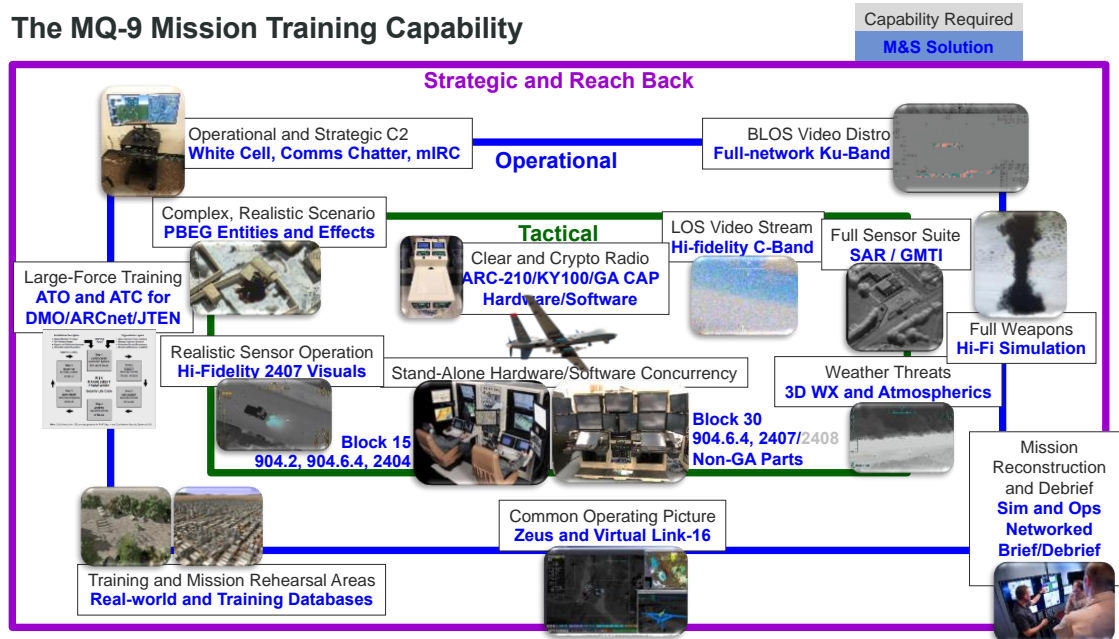 The MQ-9 Mission Training Capability
Capability Required
M&S Solution
Strategic and Reach Back
Operational and Strategic C2
White Cell, Comms Chatter, mIRC
Operational
BLOS Video Distro
Full-network Ku-Band
Complex, Realistic Scenario
PBEG Entities and Effects
Tactical
Clear and Crypto Radio
ARC-210/KY100/GA CAP
Hardware/Software
LOS Video Stream
Hi-fidelity C-Band
Full Sensor Suite
SAR / GMTI
Large-Force Training
ATO and ATC for
DMO/ARCnet/JTEN
Full Weapons
Hi-Fi Simulation
Realistic Sensor Operation
Hi-Fidelity 2407 Visuals
Stand-Alone Hardware/Software Concurrency
Weather Threats
3D WX and Atmospherics
Block 15
904.2, 904.6.4, 2404
Block 30
904.6.4, 2407/2408
Non-GA Parts
Mission
Reconstruction
and Debrief
Sim and Ops
Networked
Brief/Debrief
Common Operating Picture
Zeus and Virtual Link-16
Training and Mission Rehearsal Areas
Real-world and Training Databases